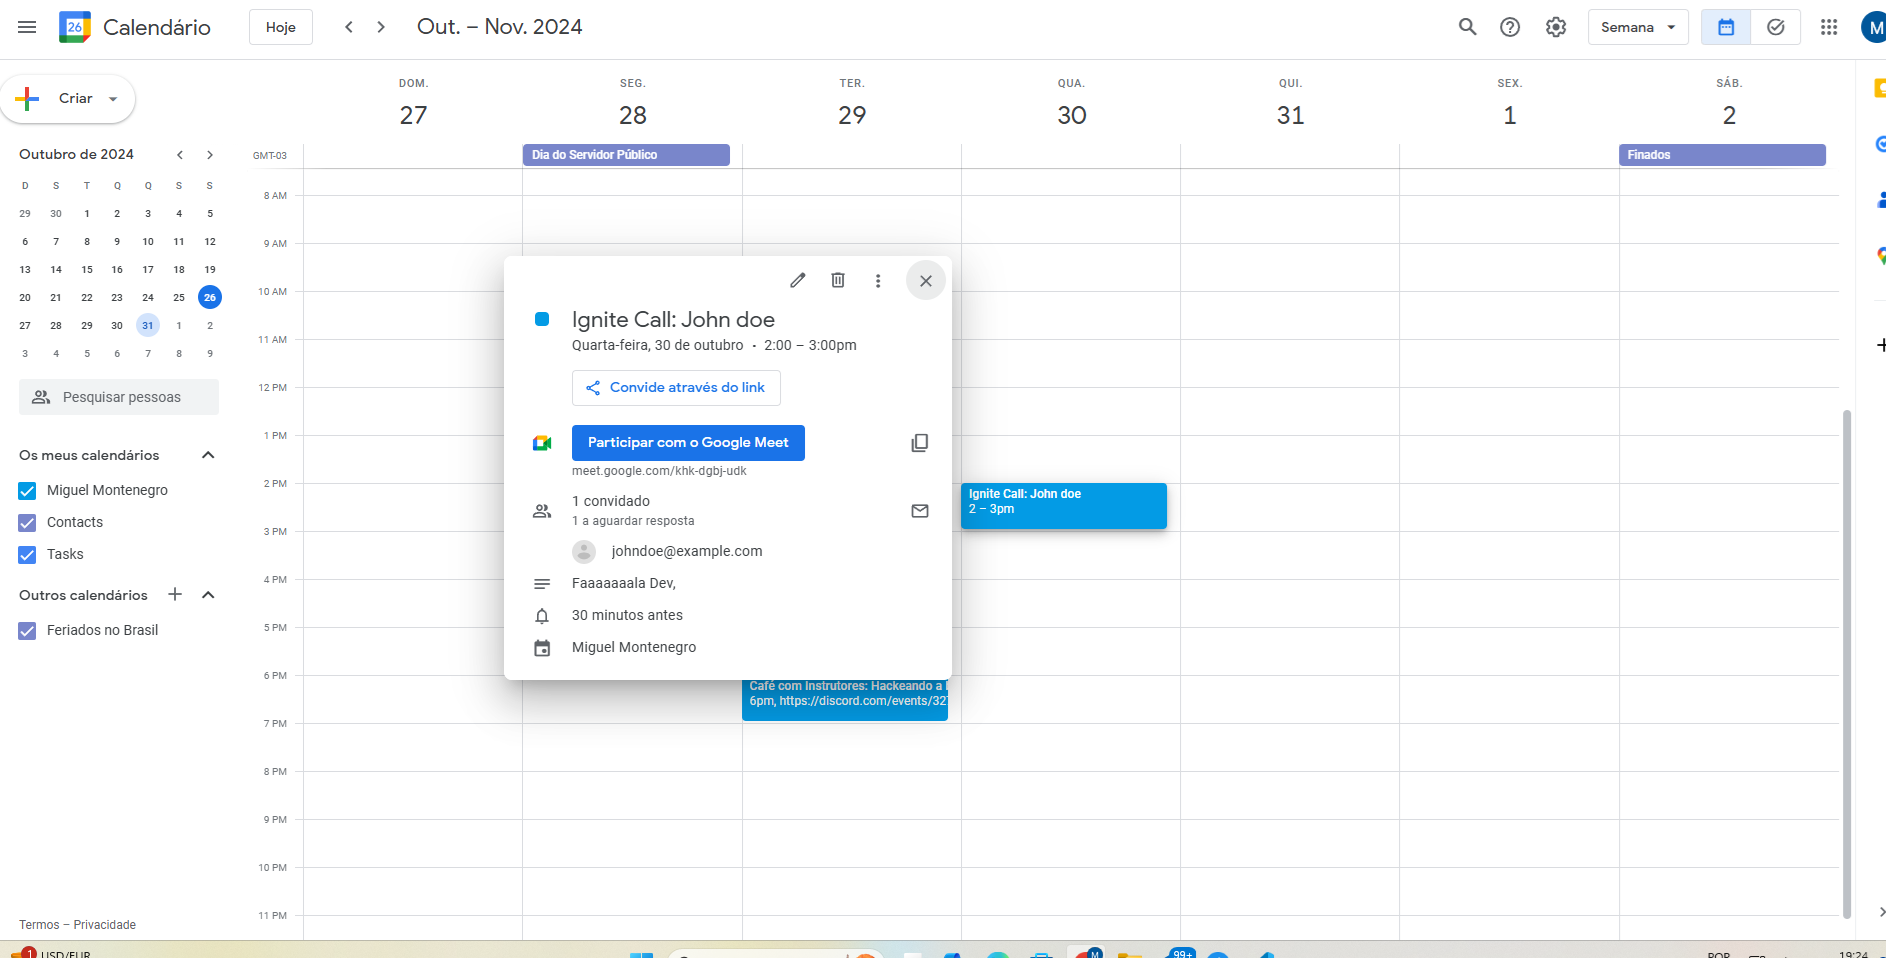 26
Calendário
Hoje
Out. – Nov. 2024
Semana
M
Criar
DOM.
27
SEG.
28
TER.
29
QUA.
30
QUI.
31
SEX.
1
SÁB.
2
Outubro de 2024
GMT-03
Dia do Servidor Público
Finados
D S T Q Q S S
29 30 1 2 3 4 5
6 7 8 9 10 11 12
13 14 15 16 17 18 19
20 21 22 23 24 25 26
27 28 29 30 31 1 2
3 4 5 6 7 8 9
Pesquisar pessoas
Os meus calendários
Miguel Montenegro
Contacts
Tasks
Outros calendários
Feriados no Brasil
Termos – Privacidade
8 AM
9 AM
10 AM
11 AM
12 PM
1 PM
2 PM
3 PM
4 PM
5 PM
6 PM
7 PM
8 PM
9 PM
10 PM
11 PM
Ignite Call: John doe
Quarta-feira, 30 de outubro · 2:00 – 3:00pm
Convide através do link
Participar com o Google Meet
meet.google.com/khk-dgbj-udk
1 convidado
1 a aguardar resposta
johndoe@example.com
Faaaaaaala Dev,
30 minutos antes
Miguel Montenegro
Ignite Call: John doe
2 – 3pm
Café com Instrutores: Hackeando a
6pm, https://discord.com/events/327
1
USD/EUR
M
99+
POR
19:24